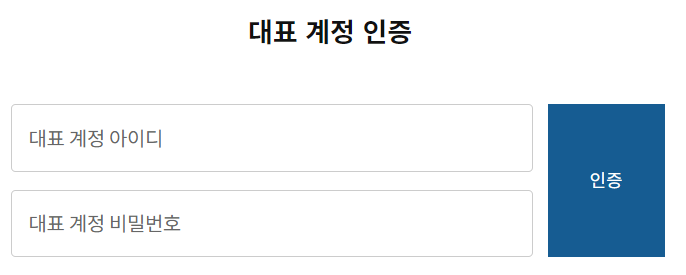 대표 계정 인증
대표 계정 아이디
인증
대표 계정 비밀번호